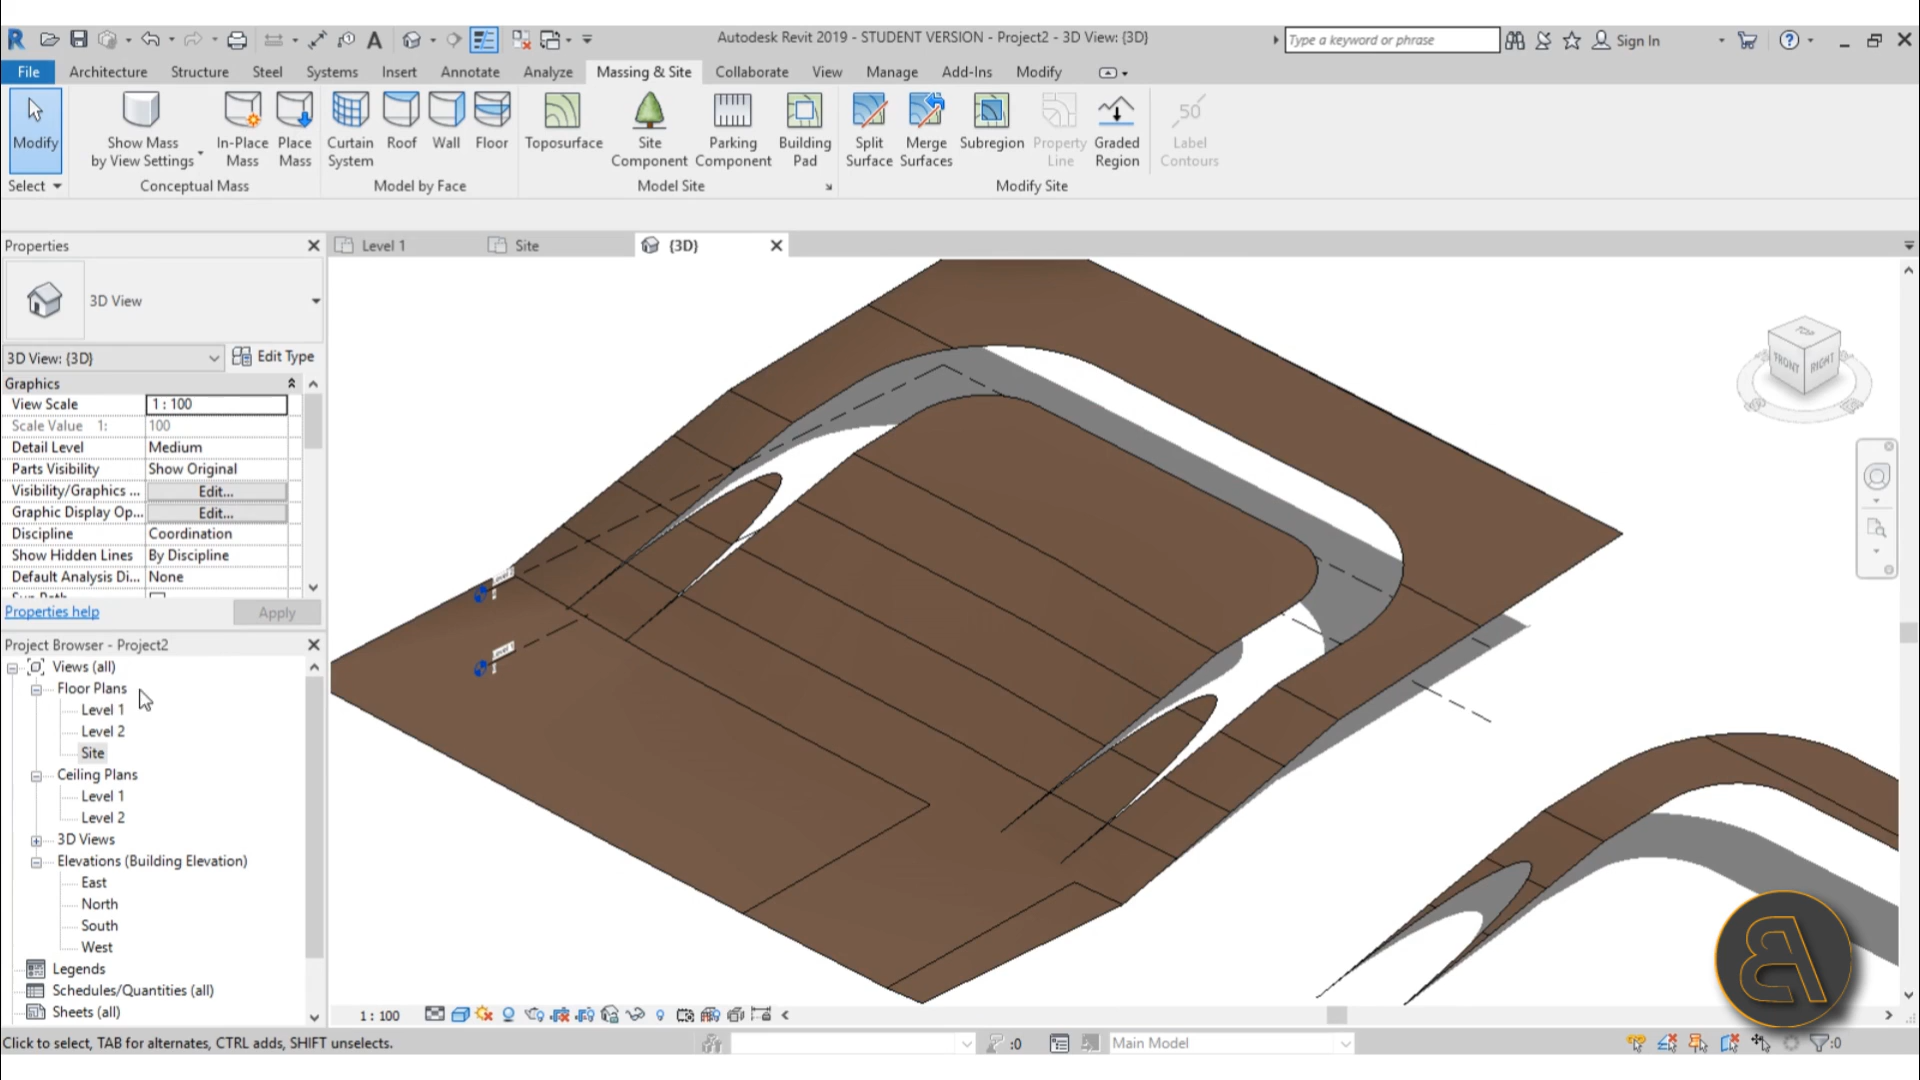 Autodesk Revit 2019 - STUDENT VERSION - Project2 - 3D View: {3D}
Type a keyword or phrase
Sign In
File Architecture Structure Steel Systems Insert Annotate Analyze Massing & Site Collaborate View Manage Add-Ins Modify
Modify
Show Mass by View Settings
In-Place Mass
Place Mass
Curtain System
Roof
Wall
Floor
Toposurface
Site Component
Parking Component
Building Pad
Split Surface
Merge Surfaces
Subregion
Property Line
Graded Region
50
Label Contours
Select
Conceptual Mass
Model by Face
Model Site
Modify Site
Properties
Level 1
Site
{3D}
3D View
3D View: {3D}
Edit Type
Graphics
View Scale 1 : 100
Scale Value 1: 100
Detail Level Medium
Parts Visibility Show Original
Visibility/Graphics ... Edit...
Graphic Display Op... Edit...
Discipline Coordination
Show Hidden Lines By Discipline
Default Analysis Di... None
Properties help
Apply
Project Browser - Project2
Views (all)
Floor Plans
Level 1
Level 2
Site
Ceiling Plans
Level 1
Level 2
3D Views
Elevations (Building Elevation)
East
North
South
West
Legends
Schedules/Quantities (all)
Sheets (all)
TOP
FRONT
RIGHT
1 : 100
Click to select, TAB for alternates, CTRL adds, SHIFT unselects.
:0
Main Model
:0